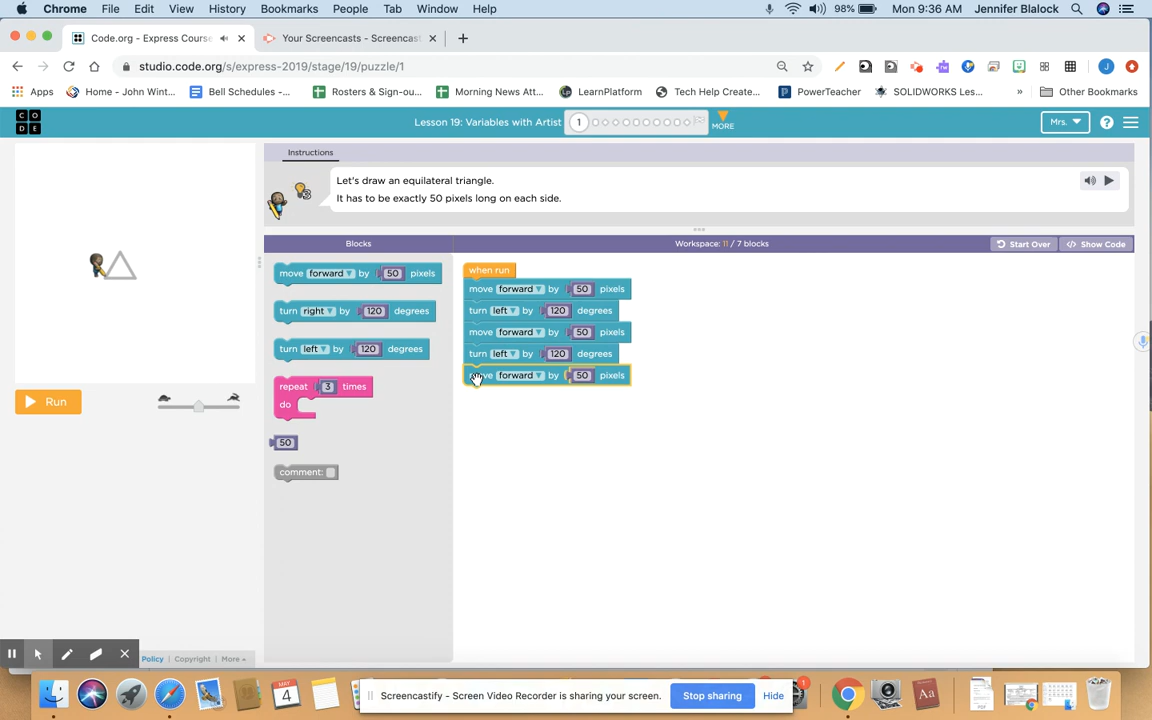 Chrome File Edit View History Bookmarks People Tab Window Help 98% Mon 9:36 AM Jennifer Blalock
Code.org - Express Course Your Screencasts - Screencast
studio.code.org/s/express-2019/stage/19/puzzle/1 J
Apps Home - John Wint... Bell Schedules -... Rosters & Sign-ou... Morning News Att... LearnPlatform Tech Help Create... PowerTeacher SOLIDWORKS Les... » Other Bookmarks
C O D E Lesson 19: Variables with Artist 1 MORE Mrs. ?
Instructions
3 Let's draw an equilateral triangle.
It has to be exactly 50 pixels long on each side.
Blocks Workspace: 11 / 7 blocks Start Over </> Show Code
move forward by 50 pixels
turn right by 120 degrees
turn left by 120 degrees
repeat 3 times
do
50
comment:
when run
move forward by 50 pixels
turn left by 120 degrees
move forward by 50 pixels
turn left by 120 degrees
move forward by 50 pixels
Run
Policy | Copyright | More
MAY 4
Screencastify - Screen Video Recorder is sharing your screen. Stop sharing Hide
1
Aa
PDF